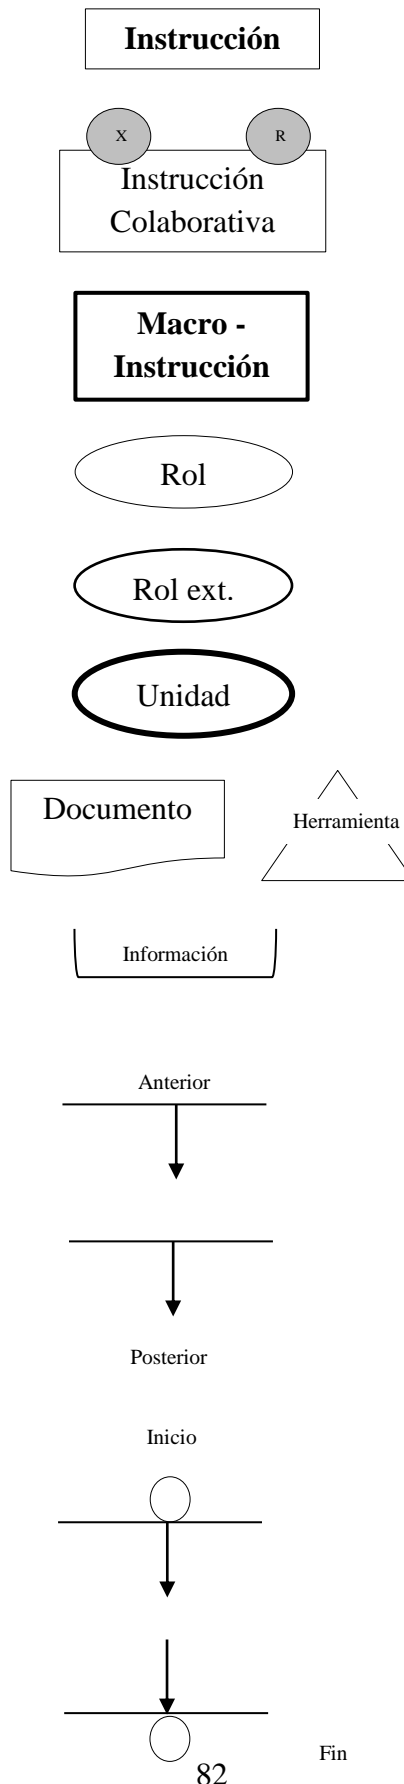 Instrucción
X R
Instrucción
Colaborativa
Macro -
Instrucción
Rol
Rol ext.
Unidad
Documento
Herramienta
Información
Anterior
Posterior
Inicio
Fin
82